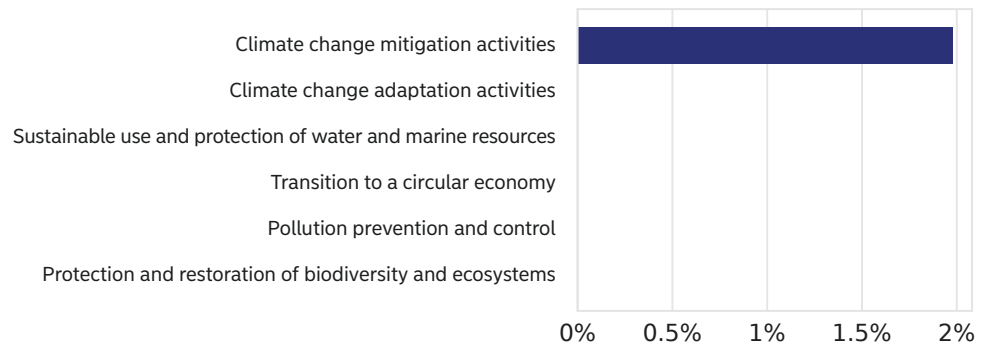 Climate change mitigation activities
Climate change adaptation activities
Sustainable use and protection of water and marine resources
Transition to a circular economy
Pollution prevention and control
Protection and restoration of biodiversity and ecosystems
0% 0.5% 1% 1.5% 2%